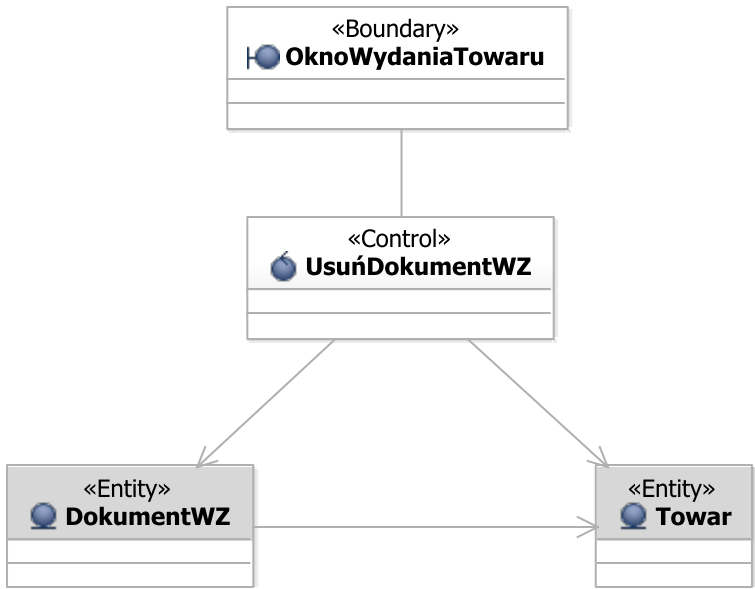 «Boundary»
OknoWydaniaTowaru
«Control»
UsuńDokumentWZ
«Entity»
DokumentWZ
«Entity»
Towar